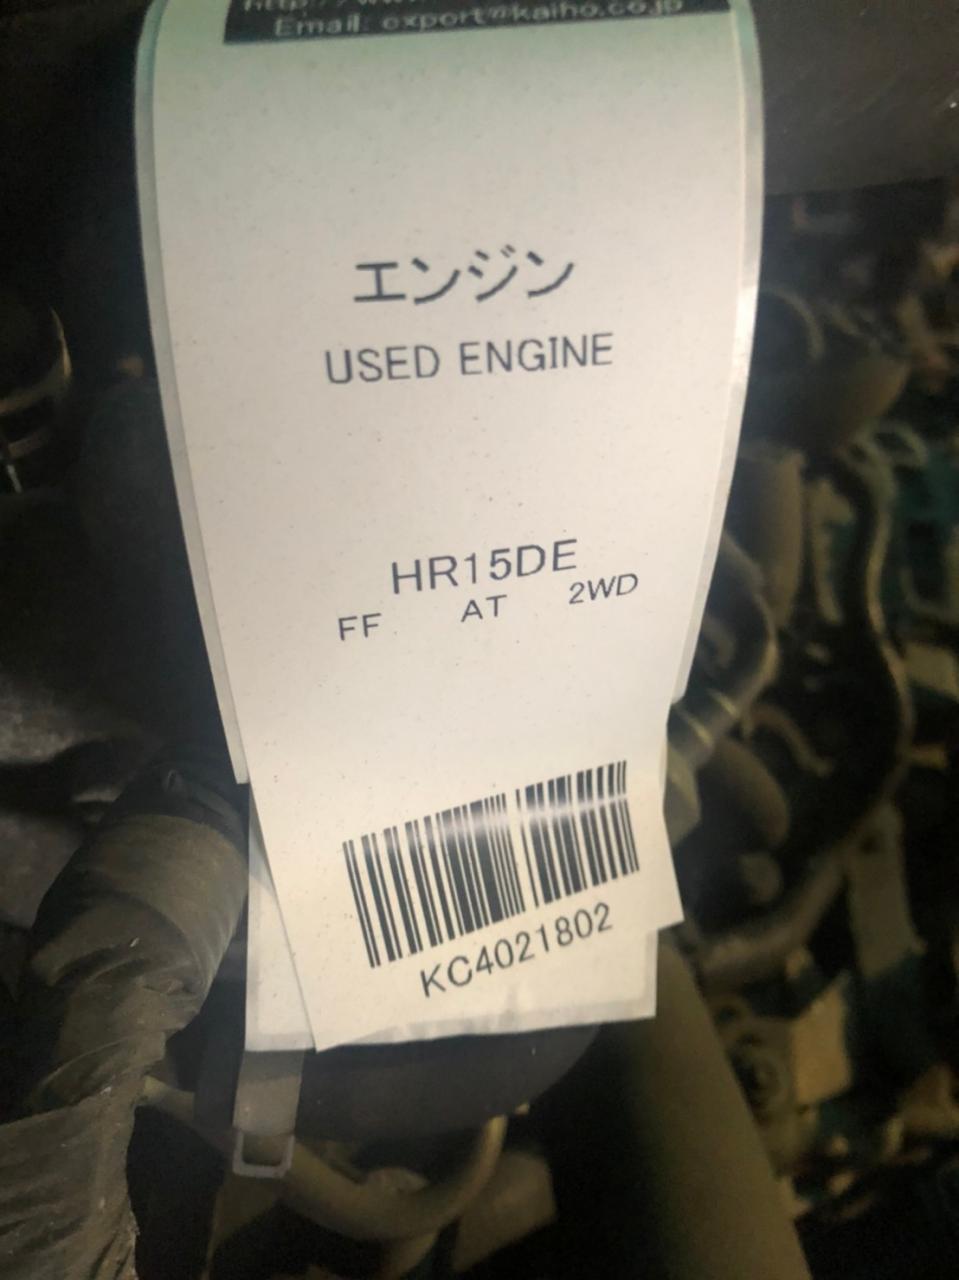 Email: export@kaiho.co.jp
エンジン
USED ENGINE
HR15DE
FF AT 2WD
KC4021802